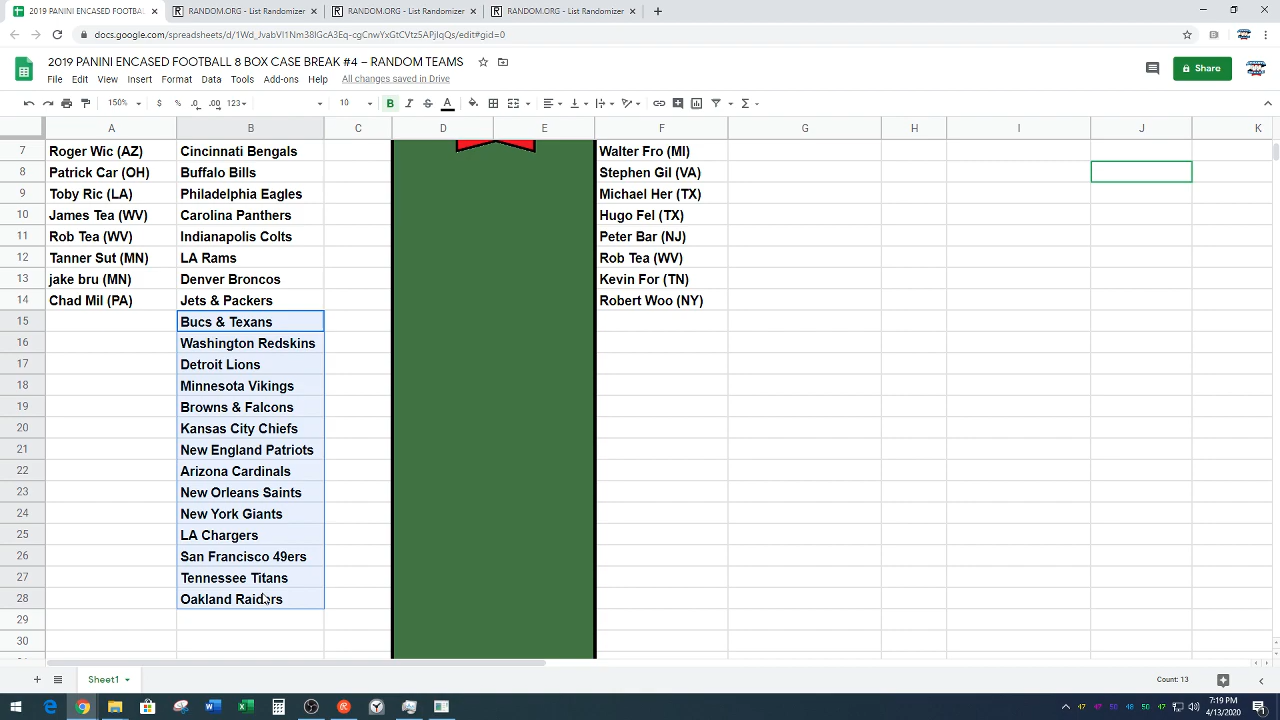 2019 PANINI ENCASED FOOTBA
RANDOM.ORG - List Randomizer
RANDOM.ORG - List Randomizer
RANDOM.ORG - List Randomizer
docs.google.com/spreadsheets/d/1Wd_JvabVI1Nm38lGcA3Eq-cgCnwYxGtCVtz5APJIqQs/edit#gid=0
2019 PANINI ENCASED FOOTBALL 8 BOX CASE BREAK #4 – RANDOM TEAMS
File Edit View Insert Format Data Tools Add-ons Help All changes saved in Drive
Share
150% $ % .0 .00 123 10 B I S A
A B C D E F G H I J K
7 Roger Wic (AZ) Cincinnati Bengals Walter Fro (MI)
8 Patrick Car (OH) Buffalo Bills Stephen Gil (VA)
9 Toby Ric (LA) Philadelphia Eagles Michael Her (TX)
10 James Tea (WV) Carolina Panthers Hugo Fel (TX)
11 Rob Tea (WV) Indianapolis Colts Peter Bar (NJ)
12 Tanner Sut (MN) LA Rams Rob Tea (WV)
13 jake bru (MN) Denver Broncos Kevin For (TN)
14 Chad Mil (PA) Jets & Packers Robert Woo (NY)
15 Bucs & Texans
16 Washington Redskins
17 Detroit Lions
18 Minnesota Vikings
19 Browns & Falcons
20 Kansas City Chiefs
21 New England Patriots
22 Arizona Cardinals
23 New Orleans Saints
24 New York Giants
25 LA Chargers
26 San Francisco 49ers
27 Tennessee Titans
28 Oakland Raiders
29
30
Sheet1
Count: 13
47 47 50 48 56 47
7:19 PM
4/13/2020